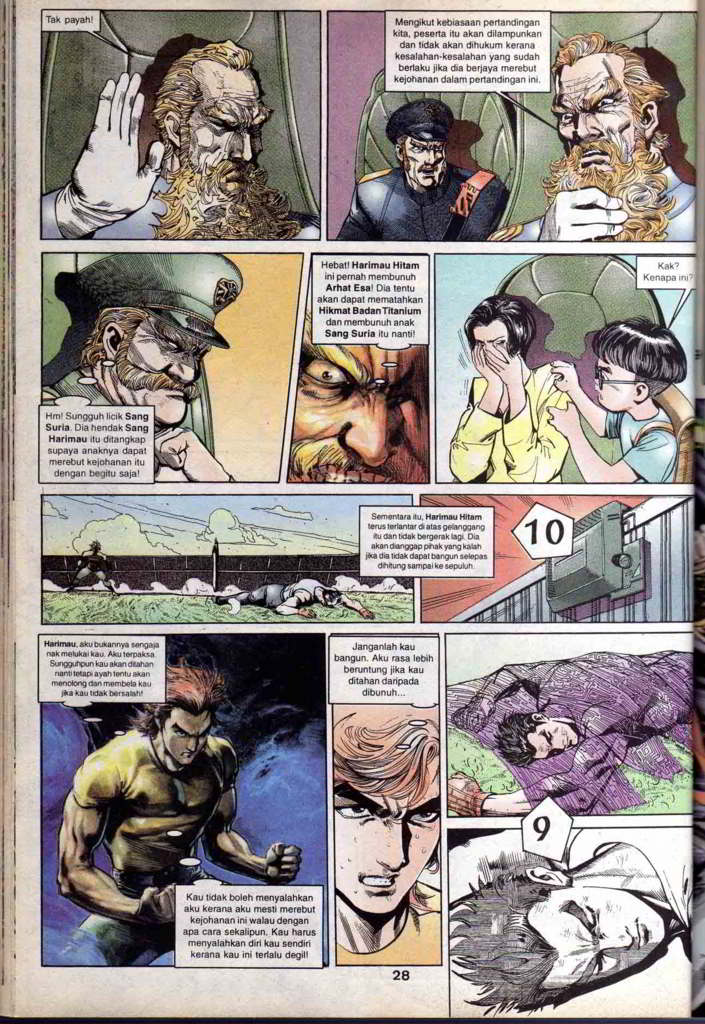 Tak payah!
Mengikut kebiasaan pertandingan
kita, peserta itu akan dilampunkan
dan tidak akan dihukum kerana
kesalahan-kesalahan yang sudah
berlaku jika dia berjaya merebut
kejohanan dalam pertandingan ini.
Hm! Sungguh licik Sang
Suria. Dia hendak Sang
Harimau itu ditangkap
supaya anaknya dapat
merebut kejohanan itu
dengan begitu saja!
Hebat! Harimau Hitam
ini pernah membunuh
Arhat Esa! Dia tentu
akan dapat mematahkan
Hikmat Badan Titanium
dan membunuh anak
Sang Suria itu nanti!
Kak?
Kenapa ini?
Sementara itu, Harimau Hitam
terus terlantar di atas gelanggang
itu dan tidak bergerak lagi. Dia
akan dianggap pihak yang kalah
jika dia tidak dapat bangun selepas
dihitung sampai ke sepuluh.
10
Harimau, aku bukannya sengaja
nak melukai kau. Aku terpaksa.
Sungguhpun kau akan ditahan
nanti tetapi ayah tentu akan
menolong dan membela kau
jika kau tidak bersalah!
Kau tidak boleh menyalahkan
aku kerana aku mesti merebut
kejohanan ini walau dengan
apa cara sekalipun. Kau harus
menyalahkan diri kau sendiri
kerana kau ini terlalu degil!
Janganlah kau
bangun. Aku rasa lebih
beruntung jika kau
ditahan daripada
dibunuh...
9
28